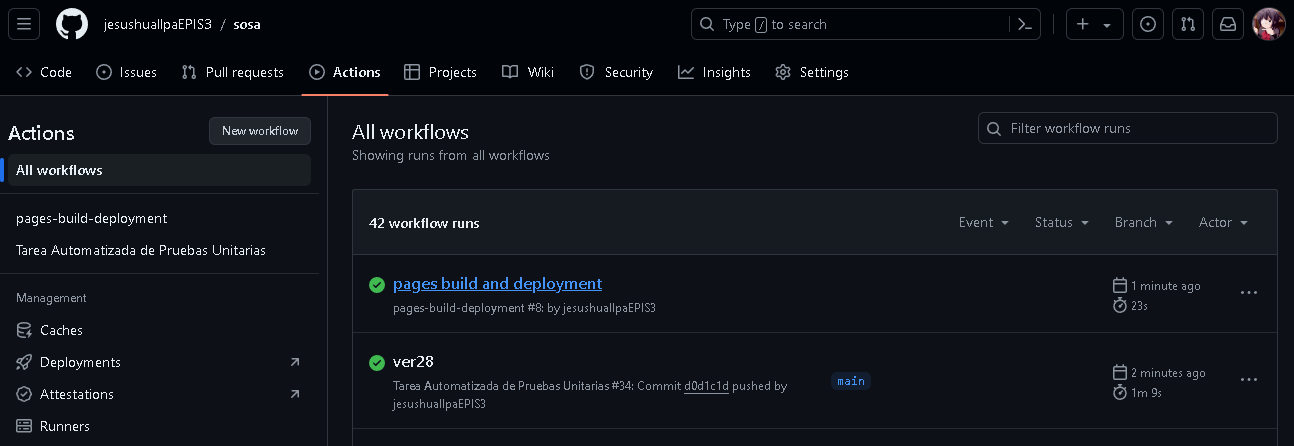 jesushuallpaEPIS3 / sosa
Type / to search
Code
Issues
Pull requests
Actions
Projects
Wiki
Security
Insights
Settings
Actions
New workflow
All workflows
pages-build-deployment
Tarea Automatizada de Pruebas Unitarias
Management
Caches
Deployments
Attestations
Runners
All workflows
Showing runs from all workflows
Filter workflow runs
42 workflow runs
Event
Status
Branch
Actor
pages build and deployment
pages-build-deployment #8: by jesushuallpaEPIS3
1 minute ago
23s
ver28
Tarea Automatizada de Pruebas Unitarias #34: Commit d0d1c1d pushed by
jesushuallpaEPIS3
main
2 minutes ago
1m 9s